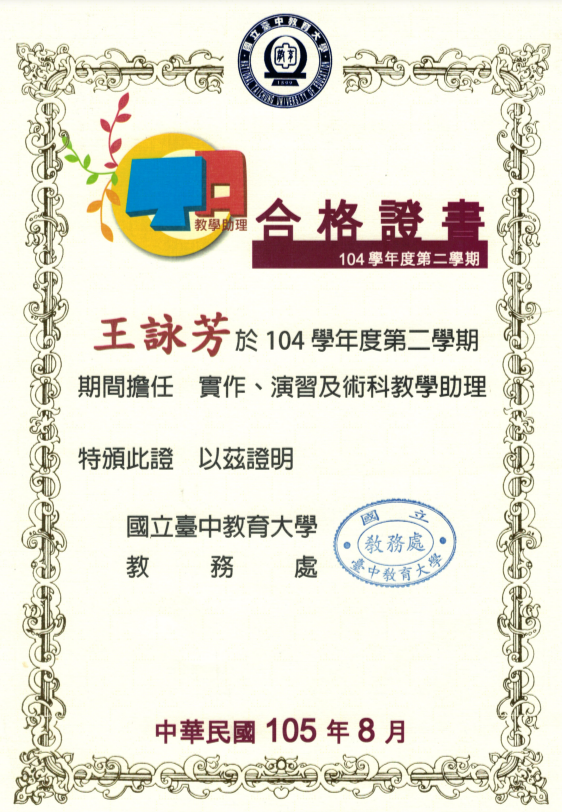 國立臺中教育大學
NATIONAL TAICHUNG UNIVERSITY OF EDUCATION
1899
教學助理
合格證書
104 學年度第二學期
王詠芳於 104 學年度第二學期
期間擔任 實作、演習及術科教學助理
特頒此證 以茲證明
國立臺中教育大學
教務處
國立
教務處
臺中教育大學
中華民國 105 年 8 月